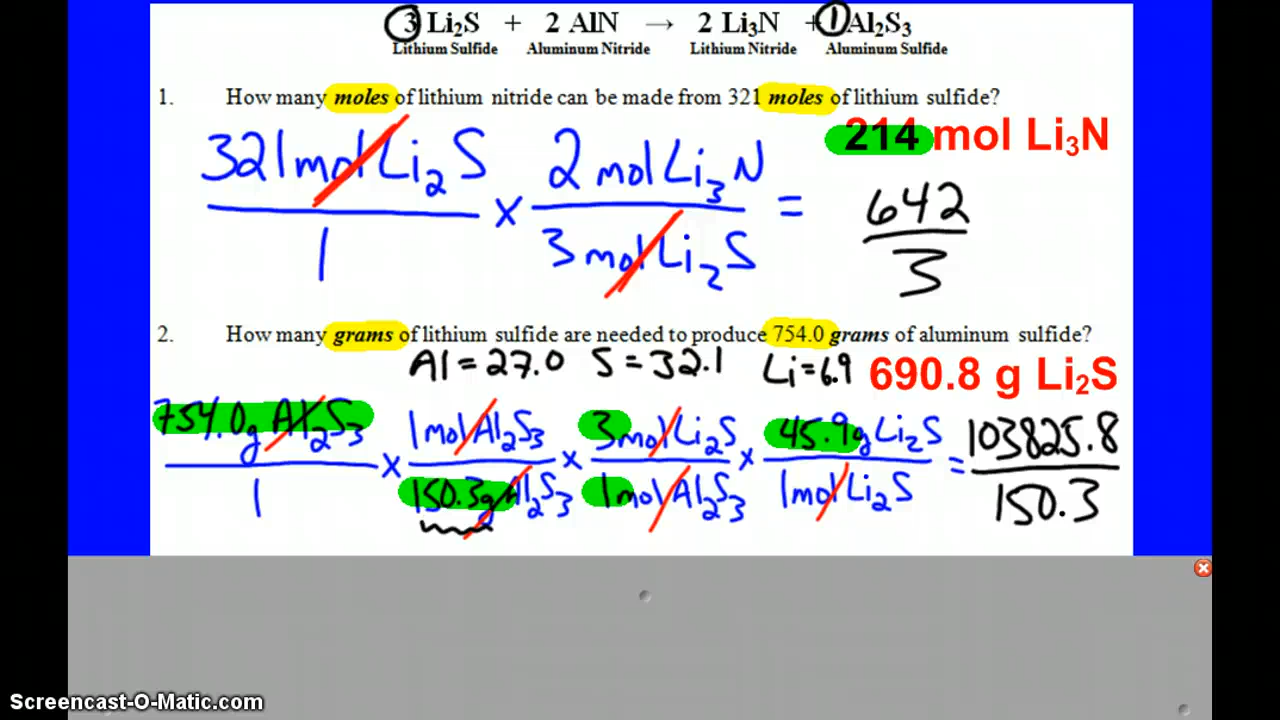 3 Li₂S + 2 AlN → 2 Li₃N + 1 Al₂S₃
Lithium Sulfide Aluminum Nitride Lithium Nitride Aluminum Sulfide
1. How many moles of lithium nitride can be made from 321 moles of lithium sulfide?
214 mol Li₃N
321 mol Li₂S / 1 x 2 mol Li₃N / 3 mol Li₂S = 642 / 3
2. How many grams of lithium sulfide are needed to produce 754.0 grams of aluminum sulfide?
Al = 27.0 S = 32.1 Li = 6.9 690.8 g Li₂S
754.0g Al₂S₃ / 1 x 1 mol Al₂S₃ / 150.3g Al₂S₃ x 3 mol Li₂S / 1 mol Al₂S₃ x 45.9g Li₂S / 1 mol Li₂S = 103825.8 / 150.3
Screencast-O-Matic.com